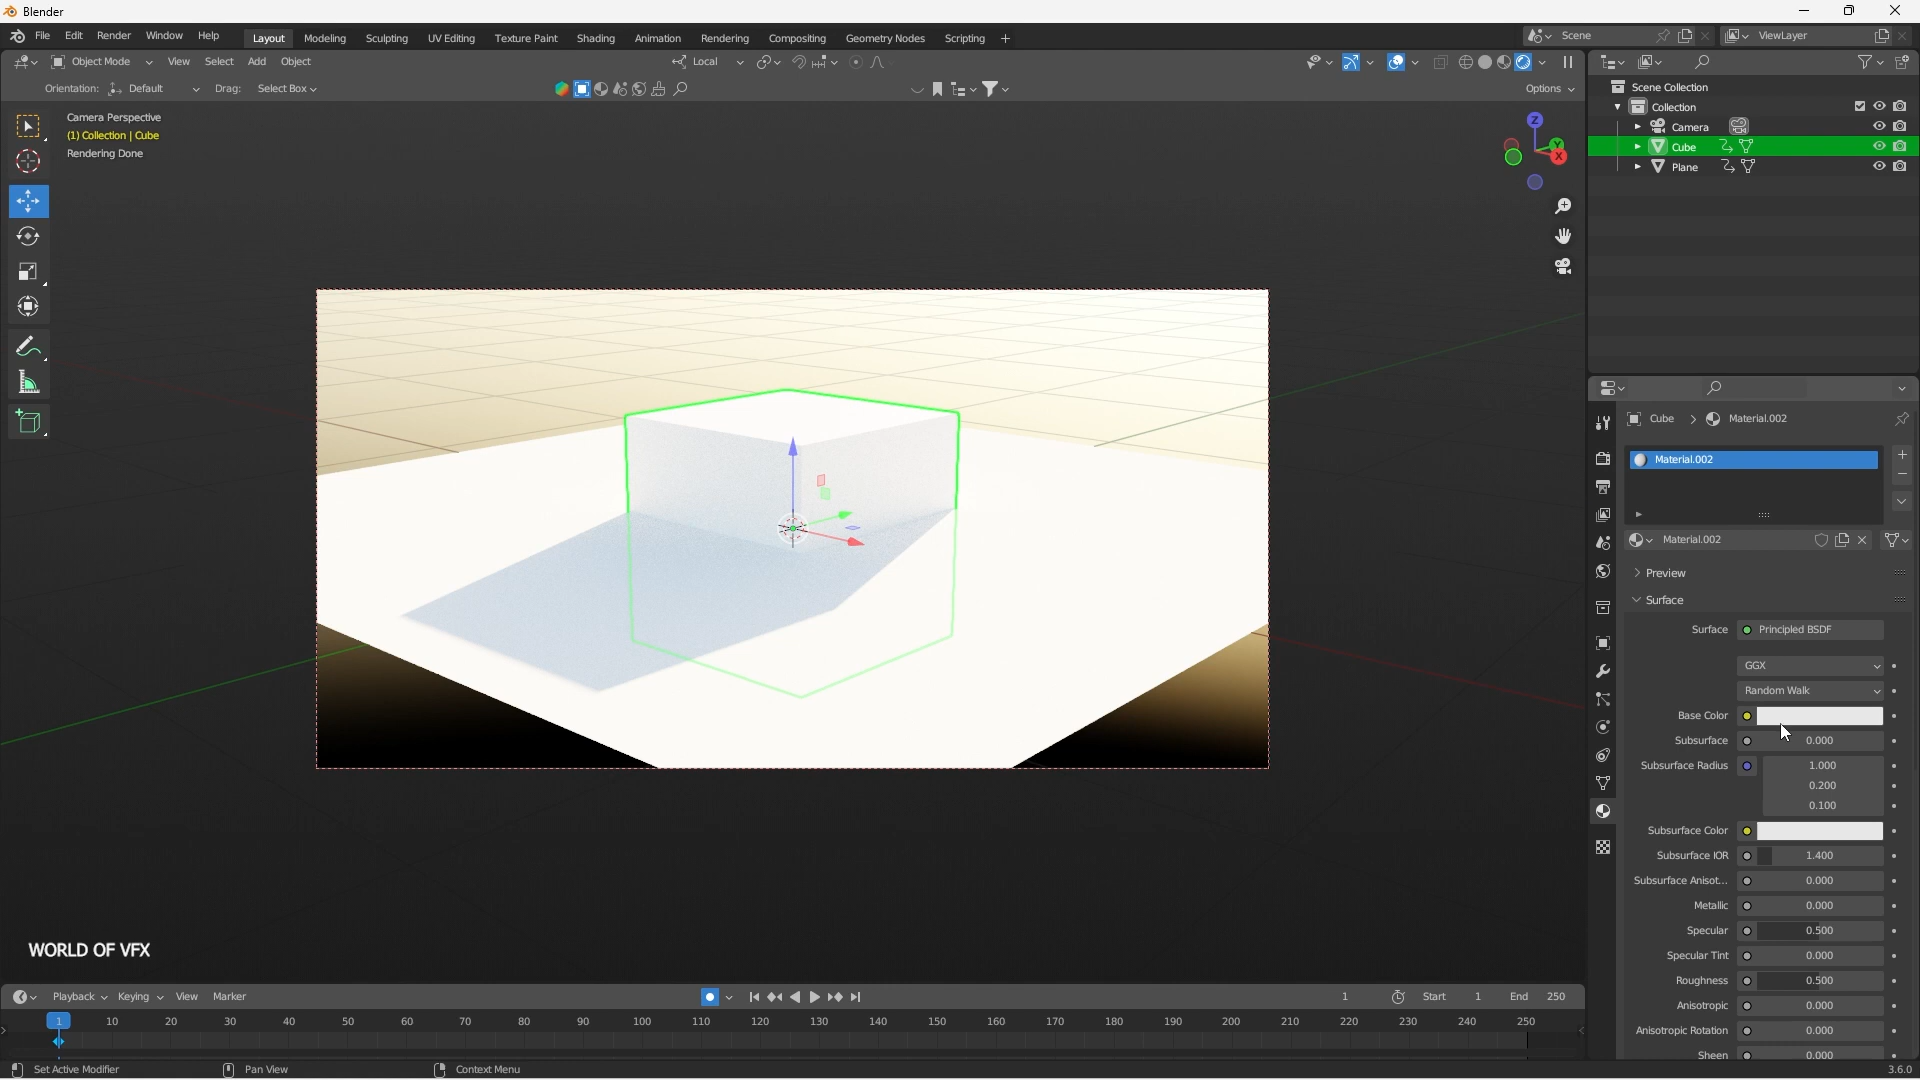 Blender
File Edit Render Window Help Layout Modeling Sculpting UV Editing Texture Paint Shading Animation Rendering Compositing Geometry Nodes Scripting + Scene ViewLayer
Object Mode View Select Add Object Local
Orientation: Default Drag: Select Box Options
Camera Perspective
(1) Collection | Cube
Rendering Done
Z
Y
X
Scene Collection
Collection
Camera
Cube
Plane
Cube > Material.002
Material.002
Material.002
Preview
Surface
Surface Principled BSDF
GGX
Random Walk
Base Color
Subsurface 0.000
Subsurface Radius 1.000
0.200
0.100
Subsurface Color
Subsurface IOR 1.400
Subsurface Anisot... 0.000
Metallic 0.000
Specular 0.500
Specular Tint 0.000
Roughness 0.500
Anisotropic 0.000
Anisotropic Rotation 0.000
Sheen 0.000
WORLD OF VFX
Playback Keying View Marker 1 Start 1 End 250
1 10 20 30 40 50 60 70 80 90 100 110 120 130 140 150 160 170 180 190 200 210 220 230 240 250
Set Active Modifier Pan View Context Menu 3.6.0